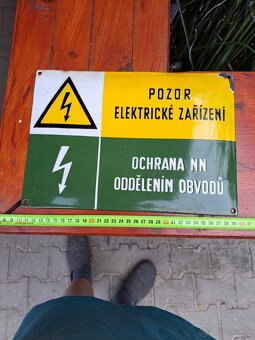 POZOR
ELEKTRICKÉ ZAŘÍZENÍ
OCHRANA NN
ODDĚLENÍM OBVODŮ